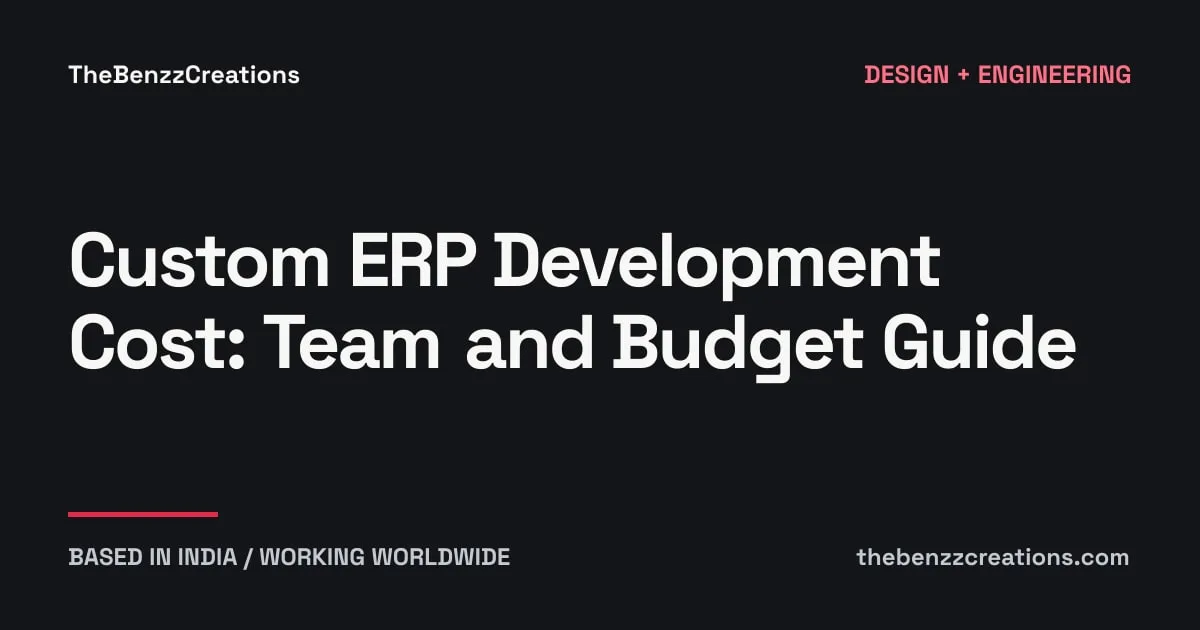 TheBenzzCreations
DESIGN + ENGINEERING
Custom ERP Development
Cost: Team and Budget Guide
BASED IN INDIA / WORKING WORLDWIDE
thebenzzcreations.com